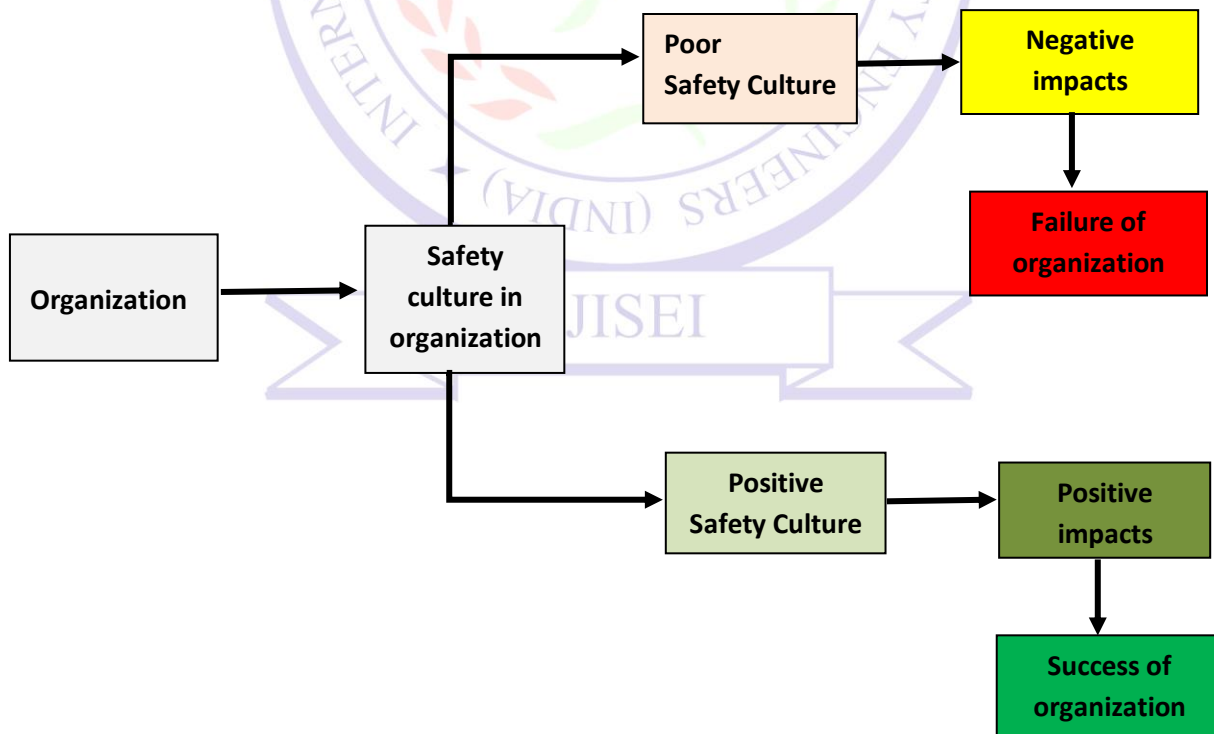 Poor
Safety Culture
Negative
impacts
Failure of
organization
Organization
Safety
culture in
organization
Positive
Safety Culture
Positive
impacts
Success of
organization
JISEI
ENGINEERS (INDIA)